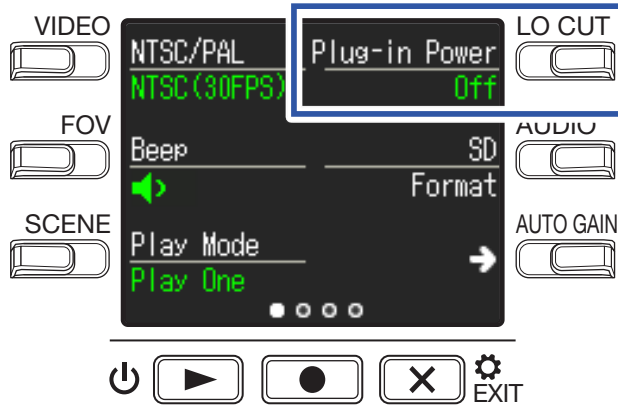 VIDEO
LO CUT
NTSC/PAL
Plug-in Power
NTSC(30FPS)
Off
FOV
AUDIO
Beep
SD
Format
SCENE
AUTO GAIN
Play Mode
Play One
EXIT